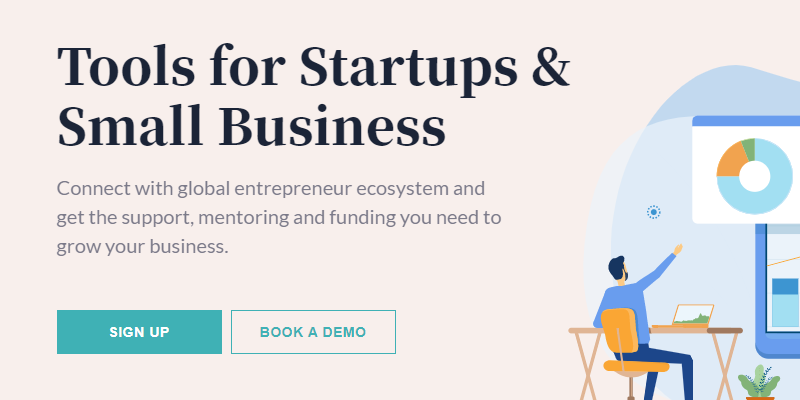 Tools for Startups &
Small Business
Connect with global entrepreneur ecosystem and
get the support, mentoring and funding you need to
grow your business.
SIGN UP
BOOK A DEMO